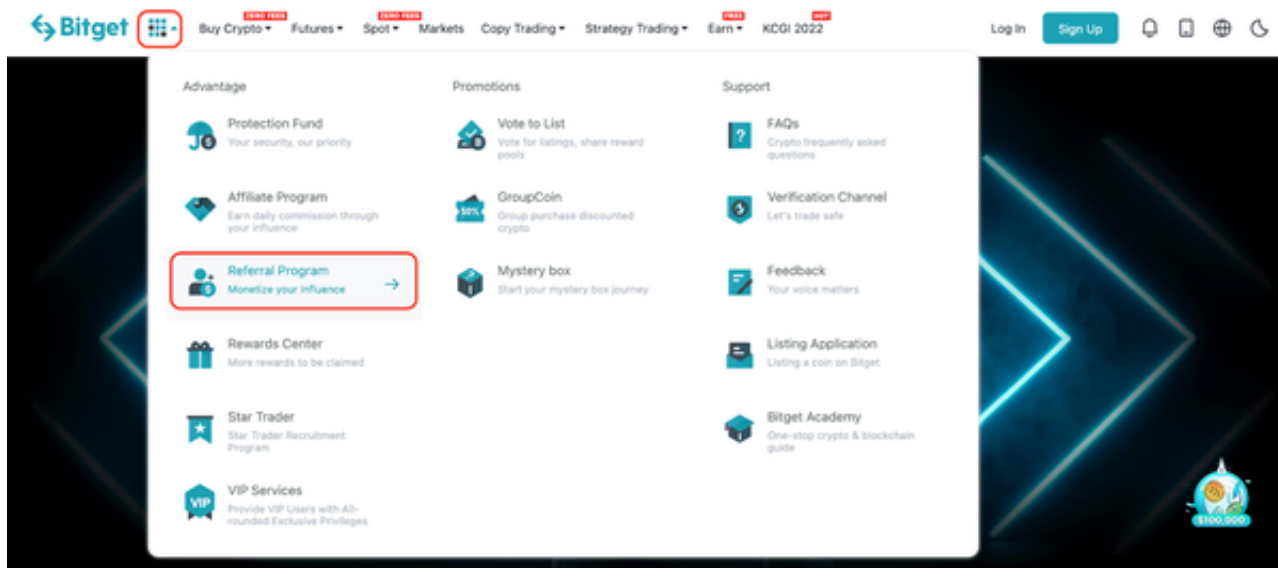 Bitget
ZERO FEES
ZERO FEES
FREE
HOT
Buy Crypto Futures Spot Markets Copy Trading Strategy Trading Earn KCGI 2022 Log In Sign Up
Advantage
Protection Fund
Your security, our priority
Affiliate Program
Earn daily commission through
your influence
Referral Program
Monetize your influence
Rewards Center
More rewards to be claimed
Star Trader
Star Trader Recruitment
Program
VIP
VIP Services
Provide VIP Users with All-
rounded Exclusive Privileges
Promotions
Vote to List
Vote for listings, share reward
pools
50%
GroupCoin
Group purchase discounted
crypto
Mystery box
Start your mystery box journey
Support
?
FAQs
Crypto frequently asked
questions
Verification Channel
Let's trade safe
Feedback
Your voice matters
Listing Application
Listing a coin on Bitget
Bitget Academy
One-stop crypto & blockchain
guide
$100,000